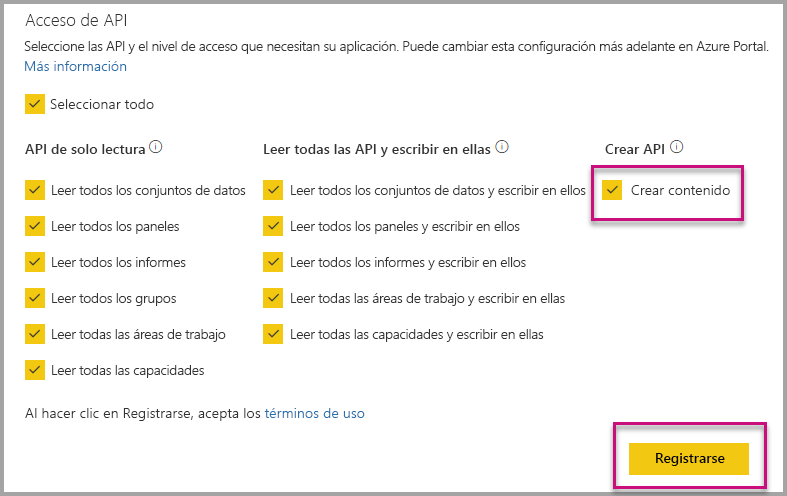 Acceso de API
Seleccione las API y el nivel de acceso que necesitan su aplicación. Puede cambiar esta configuración más adelante en Azure Portal.
Más información
Seleccionar todo
API de solo lectura
Leer todos los conjuntos de datos
Leer todos los paneles
Leer todos los informes
Leer todos los grupos
Leer todas las áreas de trabajo
Leer todas las capacidades
Leer todas las API y escribir en ellas
Leer todos los conjuntos de datos y escribir en ellos
Leer todos los paneles y escribir en ellos
Leer todos los informes y escribir en ellos
Leer todas las áreas de trabajo y escribir en ellas
Leer todas las capacidades y escribir en ellas
Crear API
Crear contenido
Al hacer clic en Registrarse, acepta los términos de uso
Registrarse